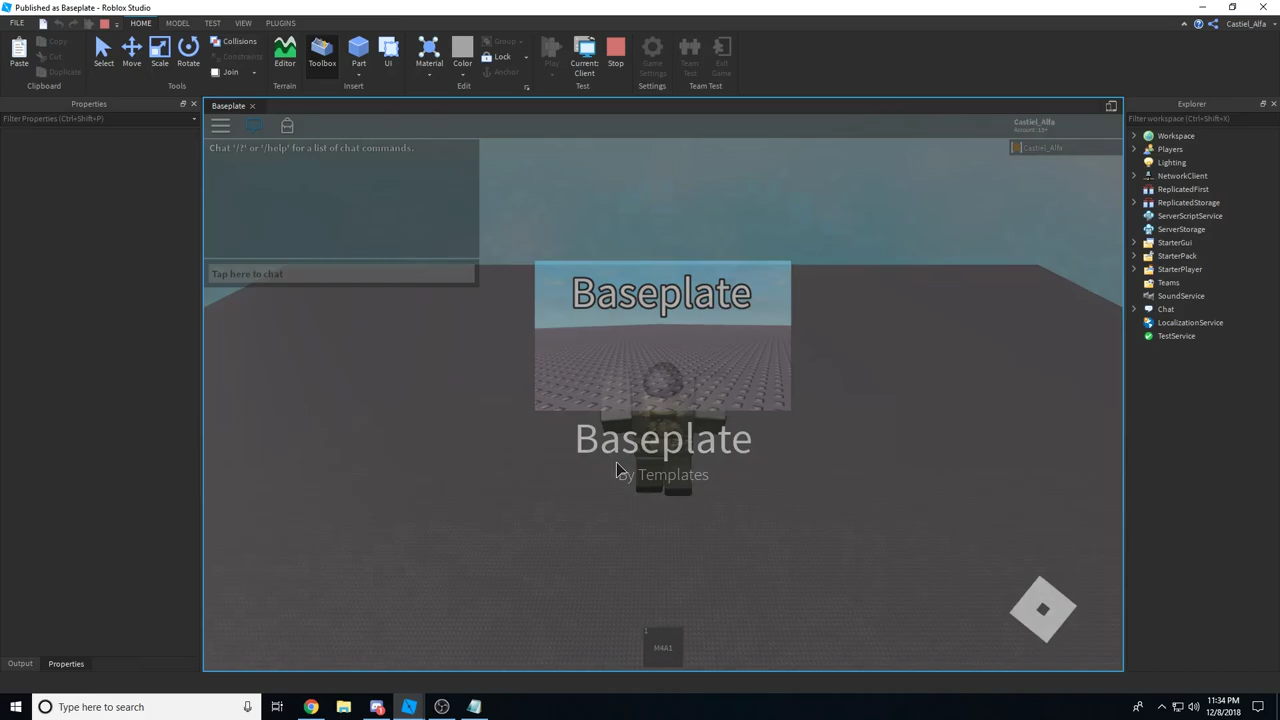 Published as Baseplate - Roblox Studio
FILE
HOME
MODEL
TEST
VIEW
PLUGINS
Castiel_Alfa
Paste
Copy
Cut
Duplicate
Clipboard
Select
Move
Scale
Rotate
Collisions
Constraints
Join
Tools
Editor
Terrain
Toolbox
Part
UI
Insert
Material
Color
Group
Lock
Anchor
Edit
Play
Current:
Client
Stop
Test
Game
Settings
Settings
Team
Test
Exit
Game
Team Test
Properties
Filter Properties (Ctrl+Shift+P)
Baseplate
Chat '/?' or '/help' for a list of chat commands.
Tap here to chat
Castiel_Alfa
Account: 13+
Castiel_Alfa
Baseplate
Baseplate
By Templates
1
M4A1
Explorer
Filter workspace (Ctrl+Shift+X)
Workspace
Players
Lighting
NetworkClient
ReplicatedFirst
ReplicatedStorage
ServerScriptService
ServerStorage
StarterGui
StarterPack
StarterPlayer
Teams
SoundService
Chat
LocalizationService
TestService
Output
Properties
Type here to search
11:34 PM
12/8/2018